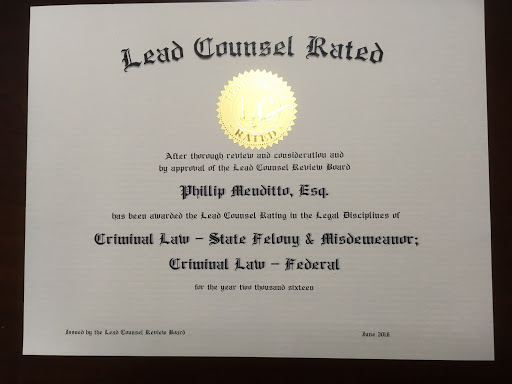 Lead Counsel Rated
LC
RATED
After thorough review and consideration and
by approval of the Lead Counsel Review Board
Phillip Menditto, Esq.
has been awarded the Lead Counsel Rating in the Legal Disciplines of
Criminal Law – State Felony & Misdemeanor;
Criminal Law – Federal
for the year two thousand sixteen
Issued by the Lead Counsel Review Board
June 2016